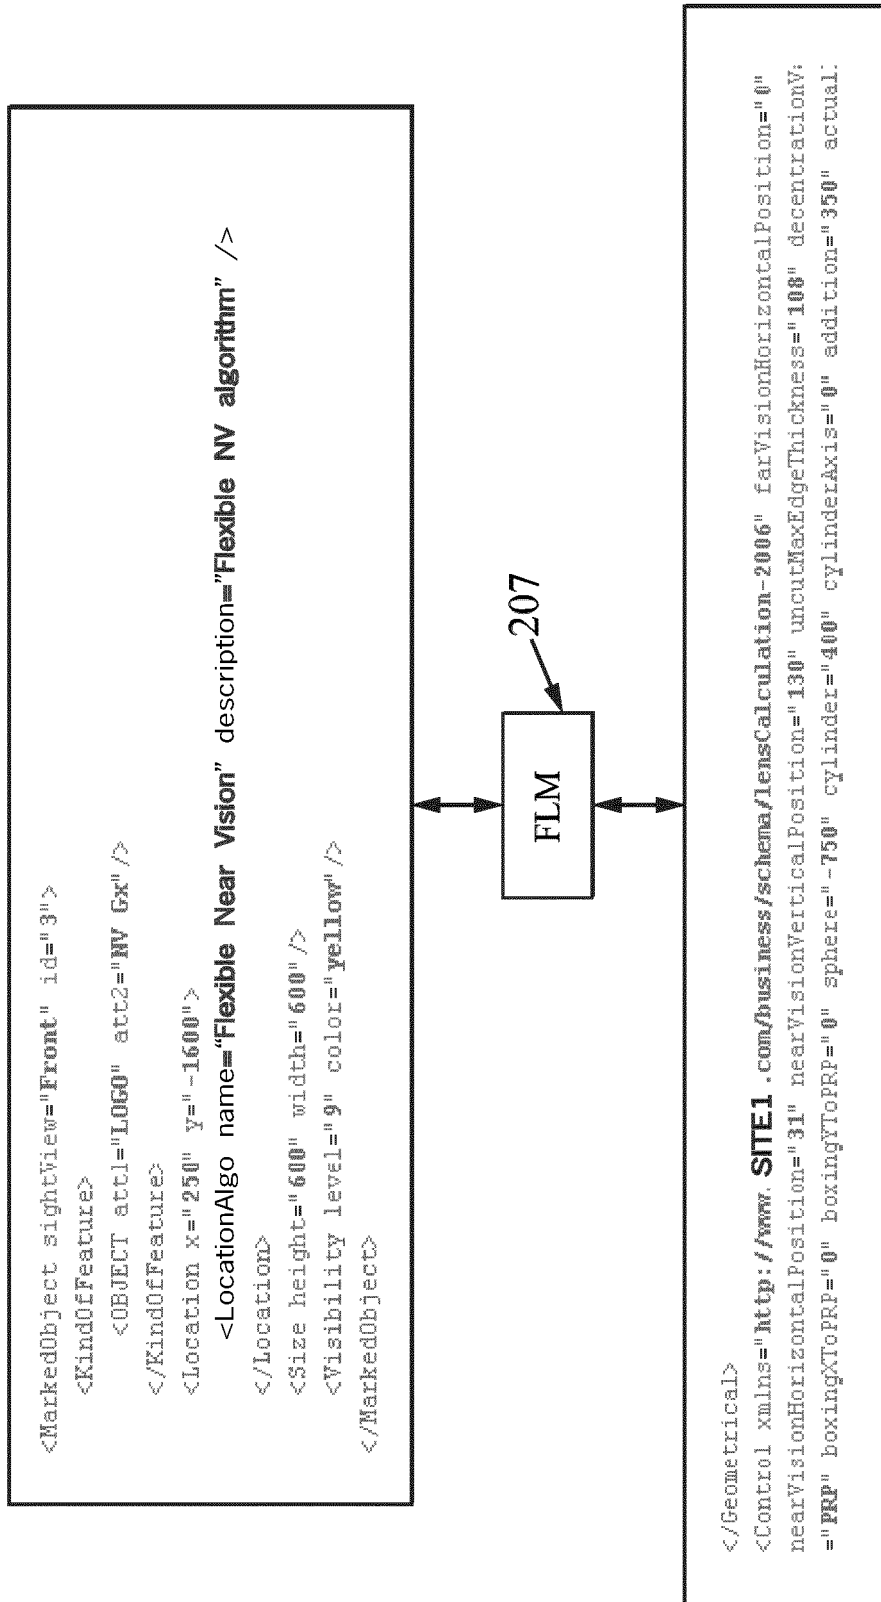 <MarkedObject sightView="Front" id="3">
<KindOfFeature>
<OBJECT att1="LOGO" att2="NV Gx"/>
</KindOfFeature>
<Location x="250" y="-1600">
<LocationAlgo name=“Flexible Near Vision” description=”Flexible NV algorithm” />
</Location>
<Size height="600" width="600"/>
<Visibility level="9" color="yellow"/>
</MarkedObject>
FLM
207
</Geometrical>
<Control xmlns="http://www.SITE1.com/business/schema/lensCalculation-2006" farVisionHorizontalPosition="0"
nearVisionHorizontalPosition="31" nearVisionVerticalPosition="130" uncutMaxEdgeThickness="108" decentrationV
="PRP" boxingXToPRP="0" boxingYToPRP="0" sphere="-750" cylinder="400" cylinderAxis="0" addition="350" actual